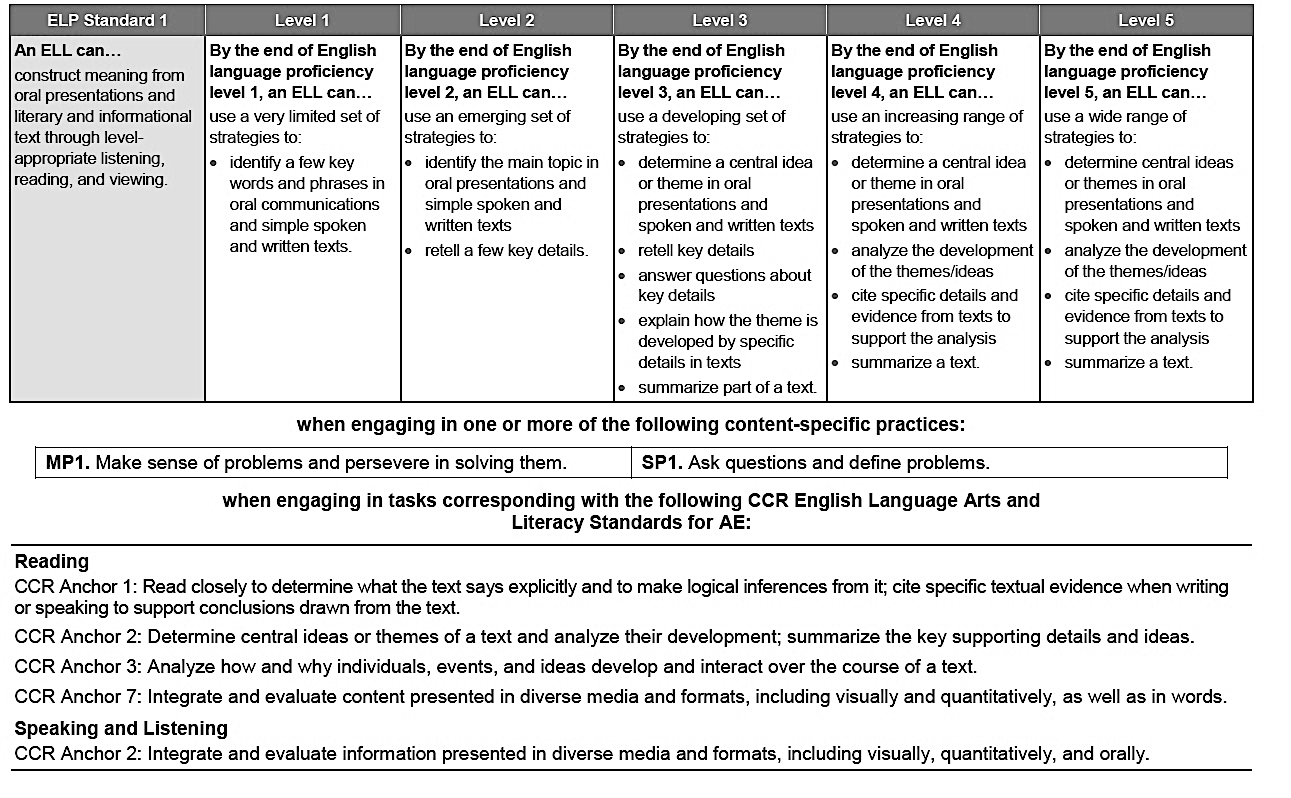 ELP Standard 1
Level 1
Level 2
Level 3
Level 4
Level 5
An ELL can…
construct meaning from
oral presentations and
literary and informational
text through level-
appropriate listening,
reading, and viewing.
By the end of English
language proficiency
level 1, an ELL can…
use a very limited set of
strategies to:
• identify a few key
words and phrases in
oral communications
and simple spoken
and written texts.
By the end of English
language proficiency
level 2, an ELL can…
use an emerging set of
strategies to:
• identify the main topic in
oral presentations and
simple spoken and
written texts
• retell a few key details.
By the end of English
language proficiency
level 3, an ELL can…
use a developing set of
strategies to:
• determine a central idea
or theme in oral
presentations and
spoken and written texts
• retell key details
• answer questions about
key details
• explain how the theme is
developed by specific
details in texts
• summarize part of a text.
By the end of English
language proficiency
level 4, an ELL can…
use an increasing range of
strategies to:
• determine a central idea
or theme in oral
presentations and
spoken and written texts
• analyze the development
of the themes/ideas
• cite specific details and
evidence from texts to
support the analysis
• summarize a text.
By the end of English
language proficiency
level 5, an ELL can…
use a wide range of
strategies to:
• determine central ideas
or themes in oral
presentations and
spoken and written texts
• analyze the development
of the themes/ideas
• cite specific details and
evidence from texts to
support the analysis
• summarize a text.
when engaging in one or more of the following content-specific practices:
MP1. Make sense of problems and persevere in solving them.
SP1. Ask questions and define problems.
when engaging in tasks corresponding with the following CCR English Language Arts and
Literacy Standards for AE:
Reading
CCR Anchor 1: Read closely to determine what the text says explicitly and to make logical inferences from it; cite specific textual evidence when writing
or speaking to support conclusions drawn from the text.
CCR Anchor 2: Determine central ideas or themes of a text and analyze their development; summarize the key supporting details and ideas.
CCR Anchor 3: Analyze how and why individuals, events, and ideas develop and interact over the course of a text.
CCR Anchor 7: Integrate and evaluate content presented in diverse media and formats, including visually and quantitatively, as well as in words.
Speaking and Listening
CCR Anchor 2: Integrate and evaluate information presented in diverse media and formats, including visually, quantitatively, and orally.